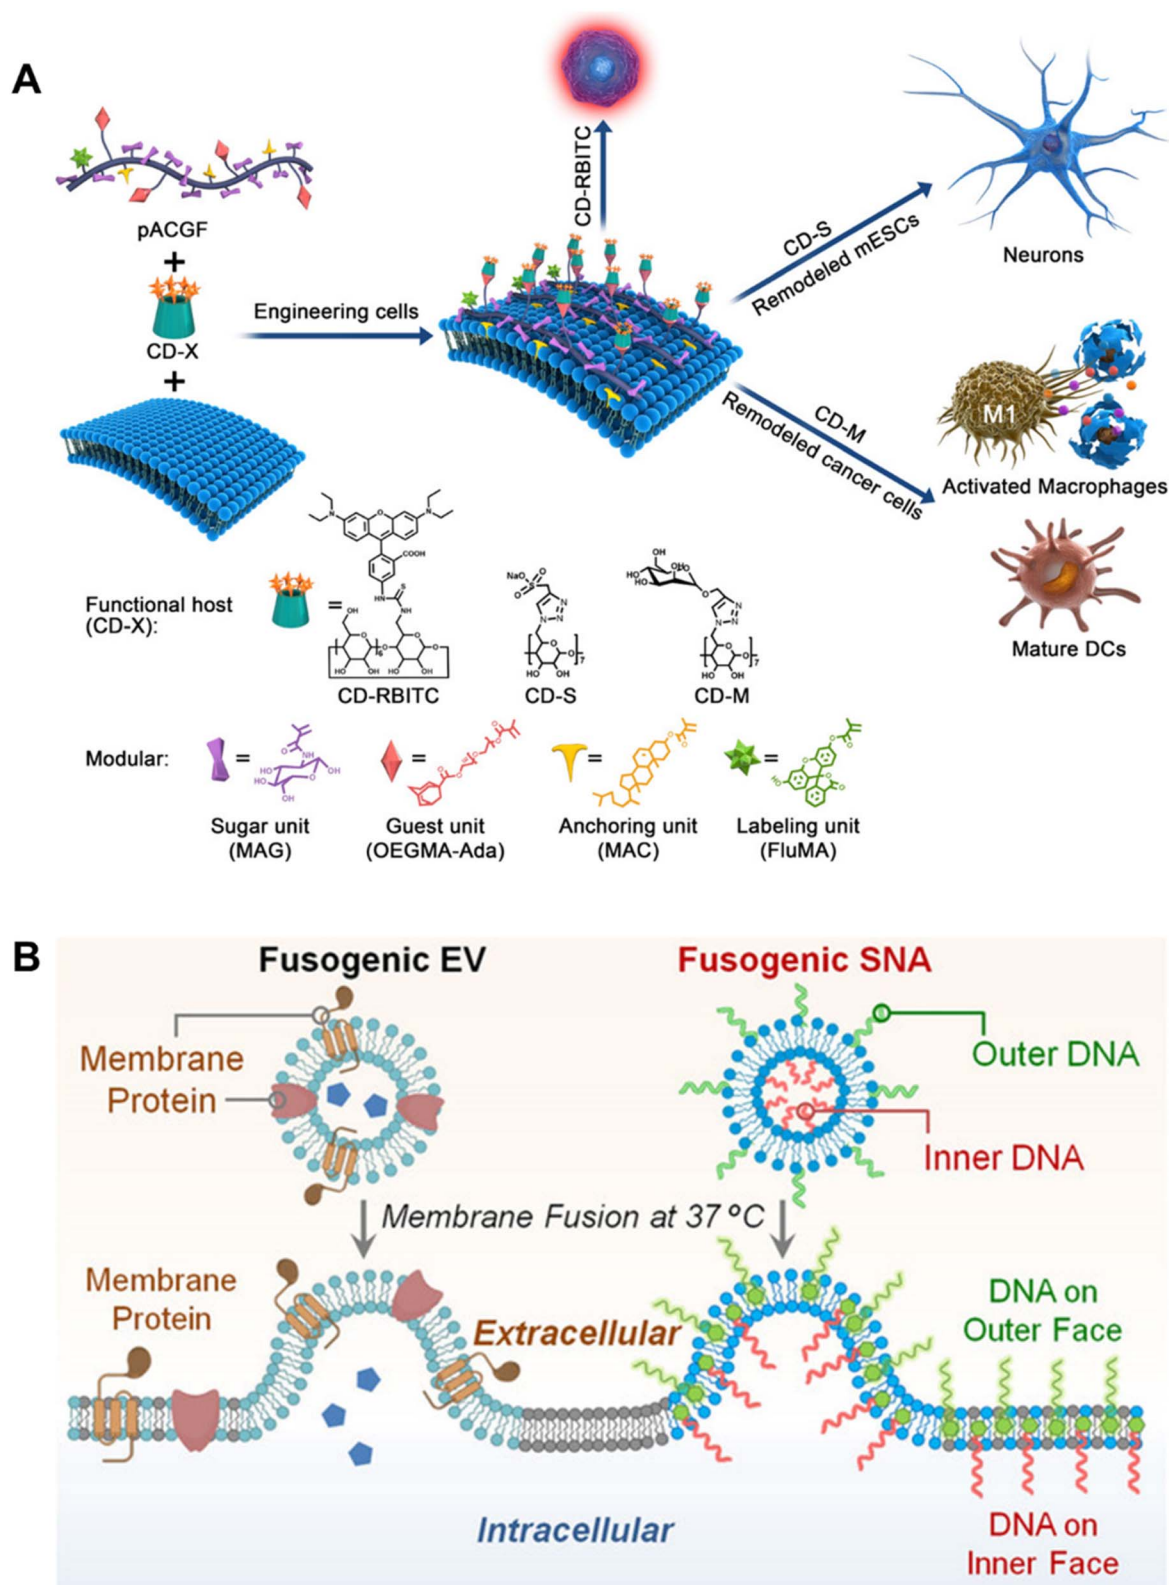 A
pACGF
+
CD-X
+
Engineering cells
CD-RBITC
CD-S
Remodeled mESCs
Neurons
CD-M
Remodeled cancer cells
M1
Activated Macrophages
Mature DCs
Functional host
(CD-X):
=
CD-RBITC
CD-S
CD-M
Modular:
=
Sugar unit
(MAG)
=
Guest unit
(OEGMA-Ada)
=
Anchoring unit
(MAC)
=
Labeling unit
(FluMA)
B
Fusogenic EV
Fusogenic SNA
Membrane
Protein
Outer DNA
Inner DNA
Membrane Fusion at 37 °C
Membrane
Protein
Extracellular
DNA on
Outer Face
Intracellular
DNA on
Inner Face